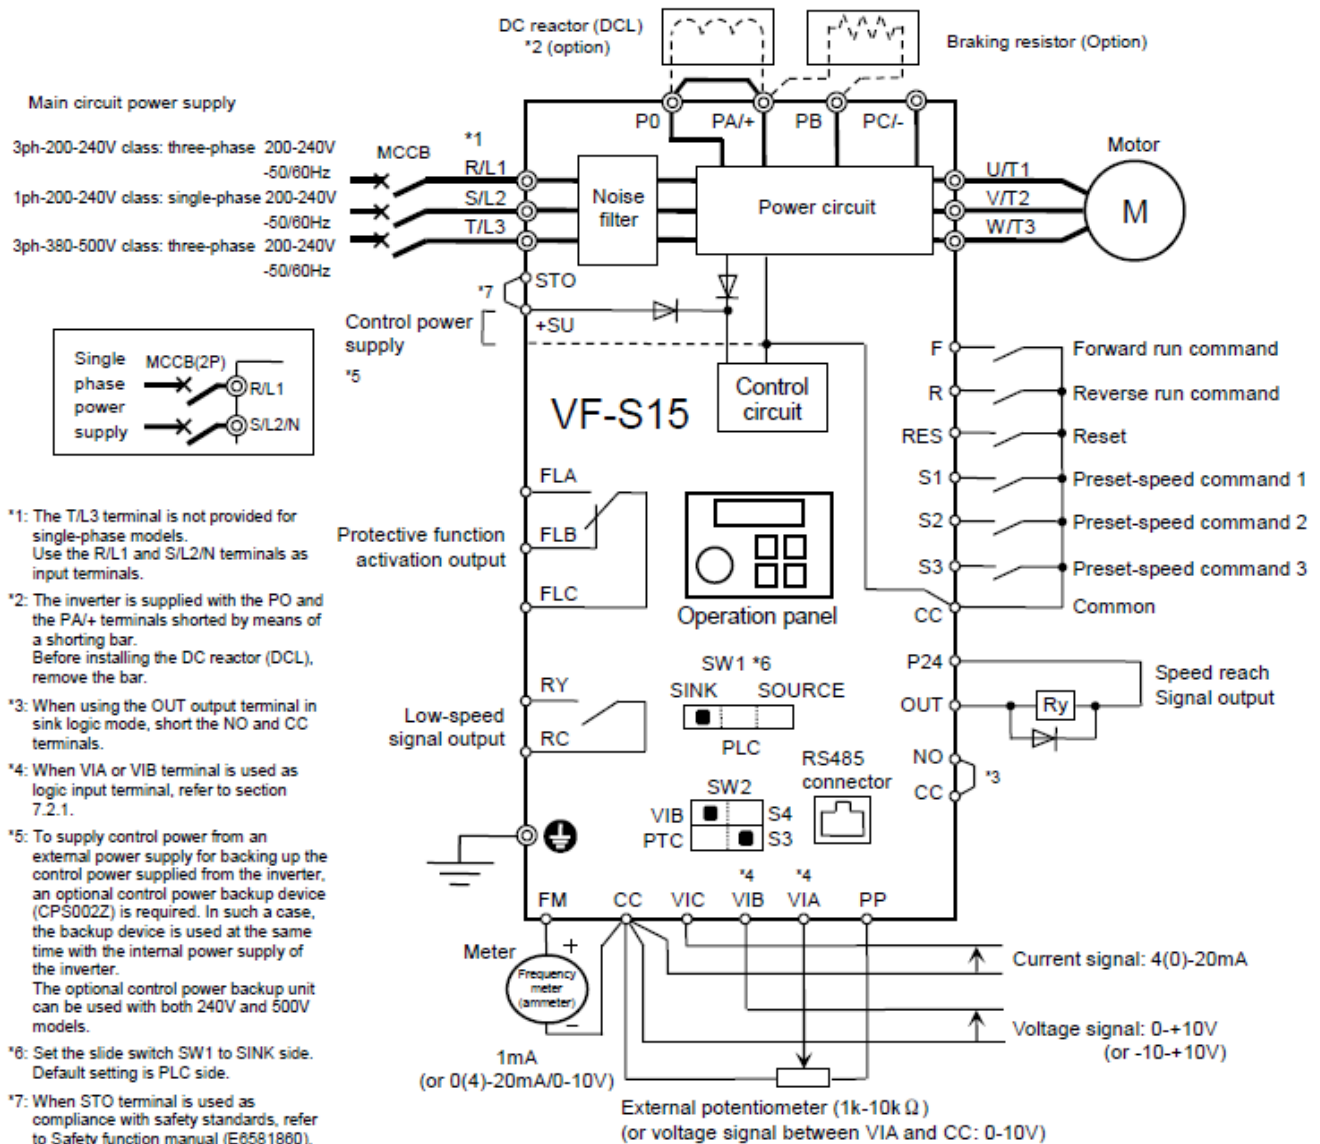 DC reactor (DCL)
*2 (option)
Braking resistor (Option)
Main circuit power supply
P0
PA/+
PB
PC/-
3ph-200-240V class: three-phase 200-240V
-50/60Hz
1ph-200-240V class: single-phase 200-240V
-50/60Hz
3ph-380-500V class: three-phase 200-240V
-50/60Hz
MCCB
*1
R/L1
S/L2
T/L3
Noise
filter
Power circuit
U/T1
V/T2
W/T3
Motor
M
*7
STO
+SU
Control power
supply
*5
Single
phase
power
supply
MCCB(2P)
R/L1
S/L2/N
Control
circuit
VF-S15
F
Forward run command
R
Reverse run command
RES
Reset
S1
Preset-speed command 1
S2
Preset-speed command 2
S3
Preset-speed command 3
CC
Common
FLA
FLB
FLC
Protective function
activation output
Operation panel
SW1 *6
SINK
SOURCE
PLC
RY
RC
Low-speed
signal output
P24
OUT
Ry
Speed reach
Signal output
NO
CC
*3
RS485
connector
SW2
VIB
S4
PTC
S3
*4
*4
FM
CC
VIC
VIB
VIA
PP
Meter
+
Frequency
meter
(ammeter)
−
1mA
(or 0(4)-20mA/0-10V)
Current signal: 4(0)-20mA
Voltage signal: 0-+10V
(or -10-+10V)
External potentiometer (1k-10kΩ)
(or voltage signal between VIA and CC: 0-10V)
*1: The T/L3 terminal is not provided for
single-phase models.
Use the R/L1 and S/L2/N terminals as
input terminals.
*2: The inverter is supplied with the PO and
the PA/+ terminals shorted by means of
a shorting bar.
Before installing the DC reactor (DCL),
remove the bar.
*3: When using the OUT output terminal in
sink logic mode, short the NO and CC
terminals.
*4: When VIA or VIB terminal is used as
logic input terminal, refer to section
7.2.1.
*5: To supply control power from an
external power supply for backing up the
control power supplied from the inverter,
an optional control power backup device
(CPS002Z) is required. In such a case,
the backup device is used at the same
time with the internal power supply of
the inverter.
The optional control power backup unit
can be used with both 240V and 500V
models.
*6: Set the slide switch SW1 to SINK side.
Default setting is PLC side.
*7: When STO terminal is used as
compliance with safety standards, refer
to Safety function manual (E6581860).